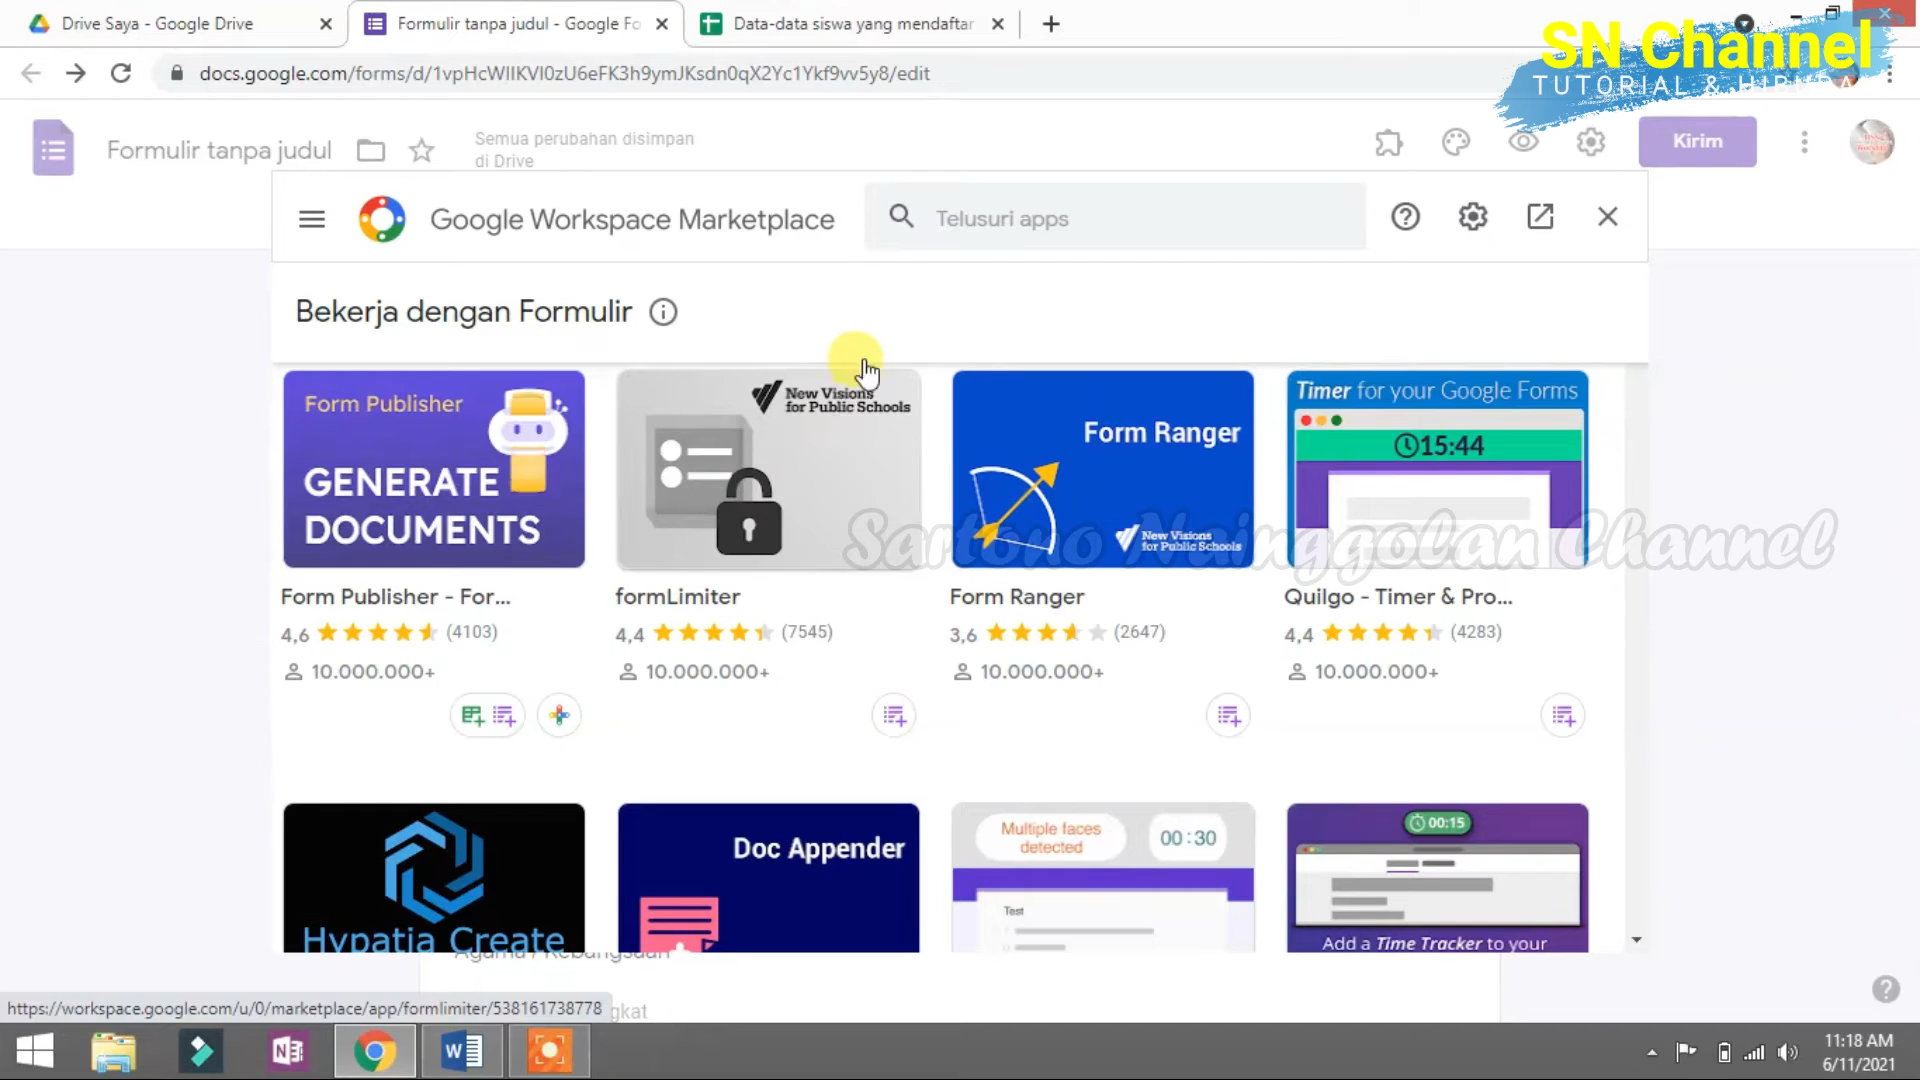 Drive Saya - Google Drive
Formulir tanpa judul - Google Fo
Data-data siswa yang mendaftar
docs.google.com/forms/d/1vpHcWIIKVI0zU6eFK3h9ymJKsdn0qX2Yc1Ykf9vv5y8/edit
SN Channel
TUTORIAL & HIBURA
Formulir tanpa judul
Semua perubahan disimpan
di Drive
Kirim
Google Workspace Marketplace
Telusuri apps
Bekerja dengan Formulir
Form Publisher
GENERATE
DOCUMENTS
New Visions
for Public Schools
Form Ranger
New Visions
for Public Schools
Timer for your Google Forms
15:44
Sartono Nainggolan Channel
Form Publisher - For...
4,6 (4103)
10.000.000+
formLimiter
4,4 (7545)
10.000.000+
Form Ranger
3,6 (2647)
10.000.000+
Quilgo - Timer & Pro...
4,4 (4283)
10.000.000+
Hypatia Create
Doc Appender
Multiple faces
detected
00:30
Test
00:15
Add a Time Tracker to your
Agama / Kebangsaan
gkat
https://workspace.google.com/u/0/marketplace/app/formlimiter/538161738778
11:18 AM
6/11/2021